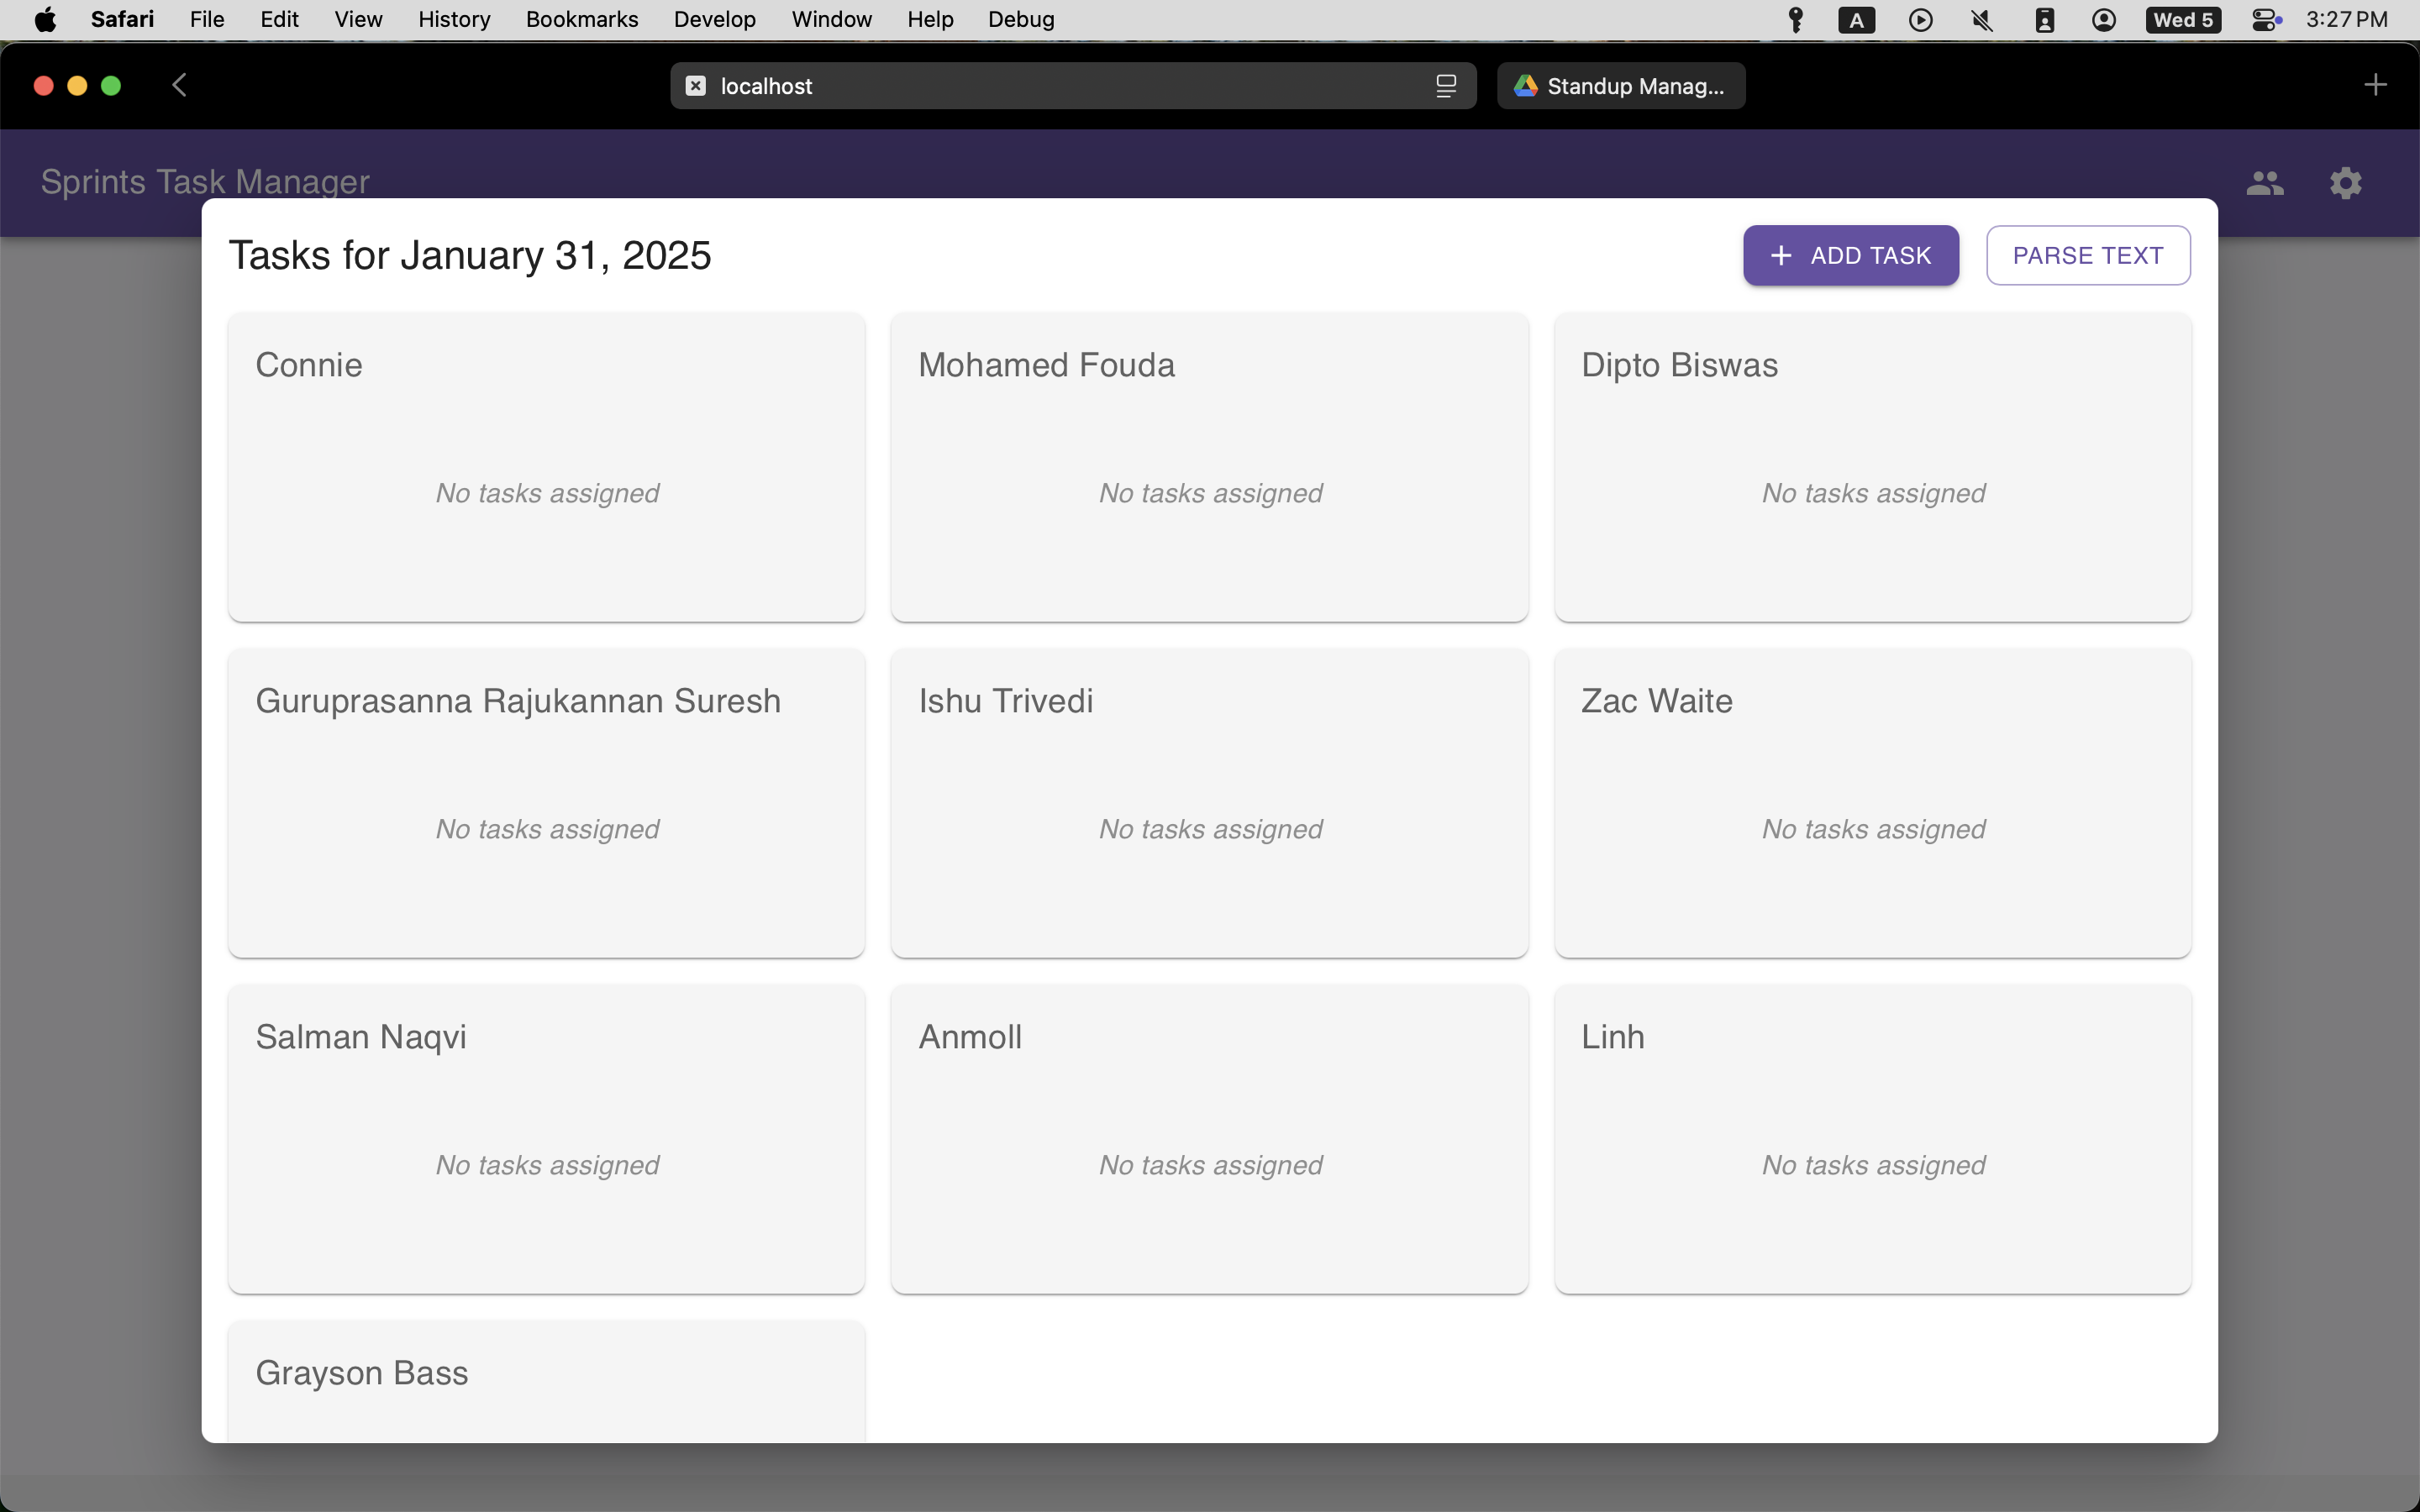 Safari File Edit View History Bookmarks Develop Window Help Debug A Wed 5 3:27 PM
localhost Standup Manag...
Sprints Task Manager
Tasks for January 31, 2025 ADD TASK PARSE TEXT
Connie Mohamed Fouda Dipto Biswas
No tasks assigned No tasks assigned No tasks assigned
Guruprasanna Rajukannan Suresh Ishu Trivedi Zac Waite
No tasks assigned No tasks assigned No tasks assigned
Salman Naqvi Anmoll Linh
No tasks assigned No tasks assigned No tasks assigned
Grayson Bass